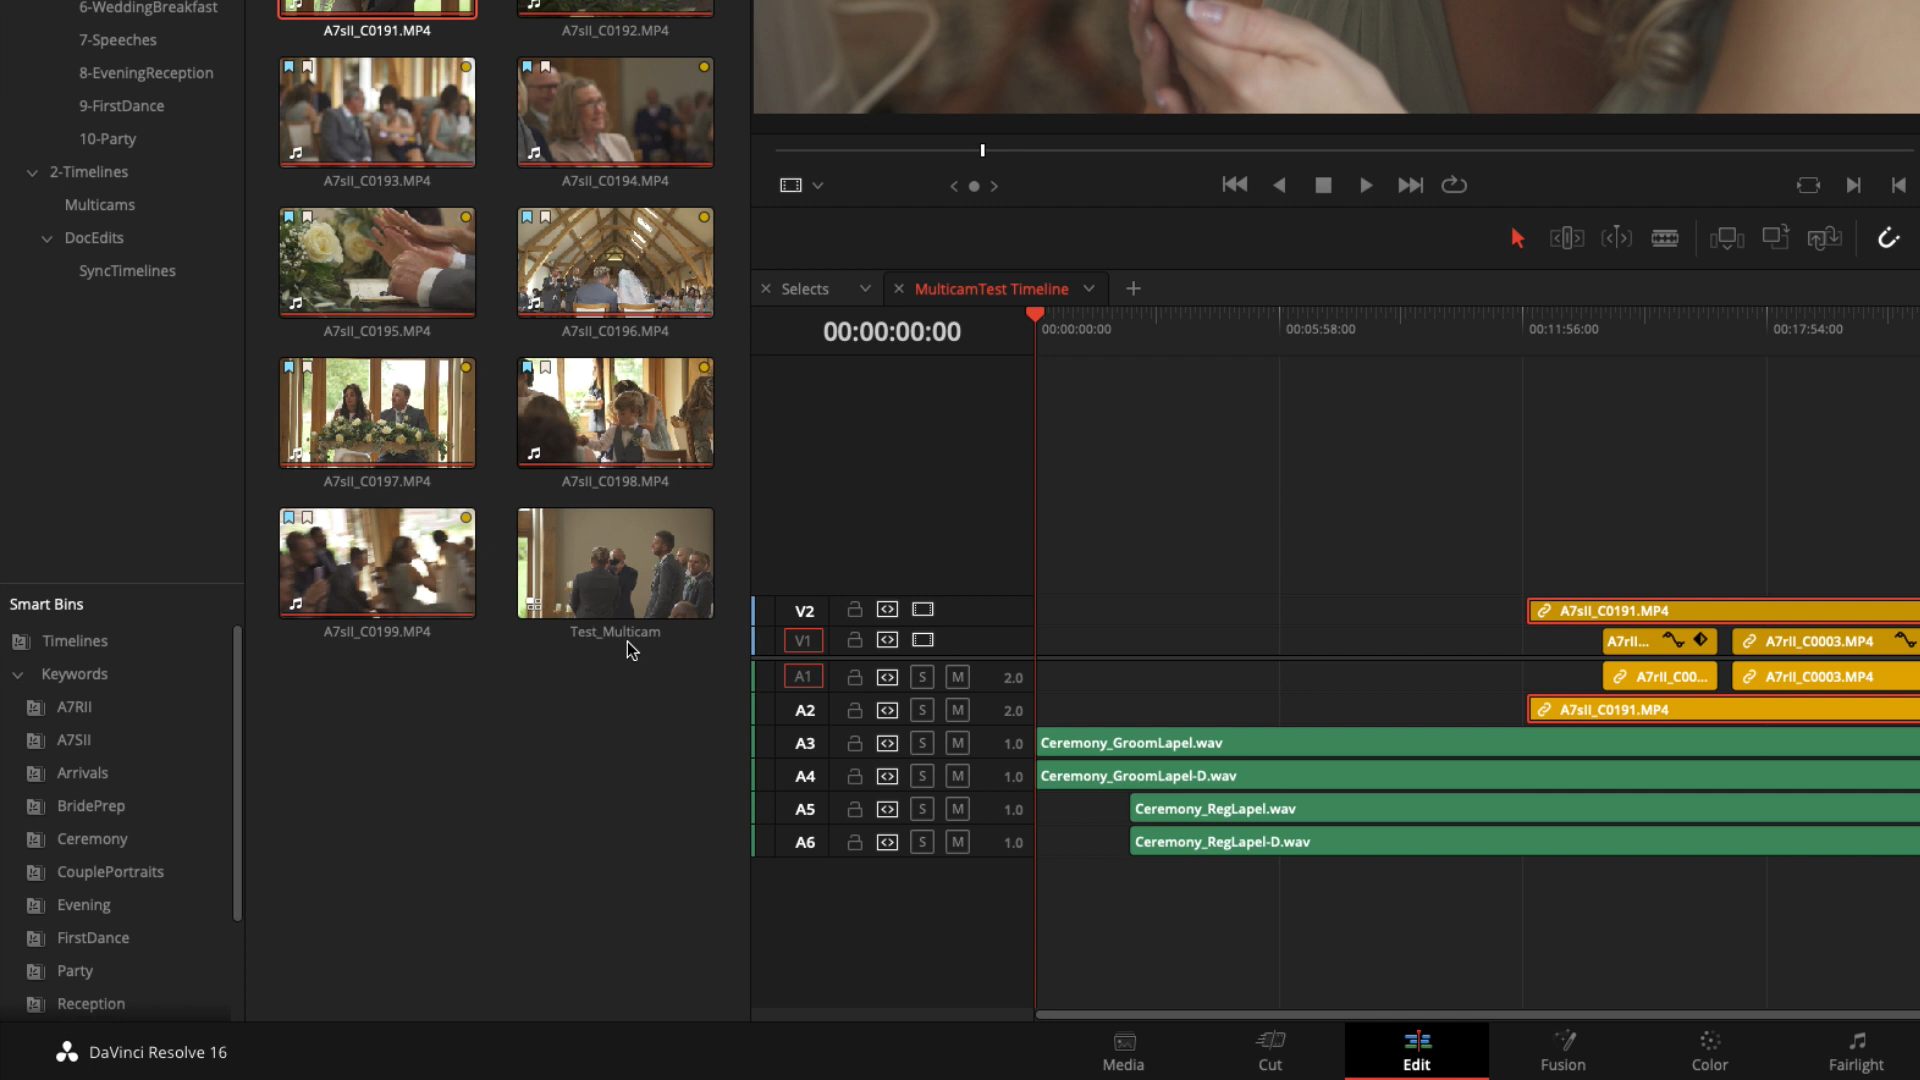 6-WeddingBreakfast
7-Speeches
8-EveningReception
9-FirstDance
10-Party
2-Timelines
Multicams
DocEdits
SyncTimelines
Smart Bins
Timelines
Keywords
A7RII
A7SII
Arrivals
BridePrep
Ceremony
CouplePortraits
Evening
FirstDance
Party
Reception
A7sII_C0191.MP4
A7sII_C0192.MP4
A7sII_C0193.MP4
A7sII_C0194.MP4
A7sII_C0195.MP4
A7sII_C0196.MP4
A7sII_C0197.MP4
A7sII_C0198.MP4
A7sII_C0199.MP4
Test_Multicam
Selects
MulticamTest Timeline
00:00:00:00
00:00:00:00
00:05:58:00
00:11:56:00
00:17:54:00
V2
A7sII_C0191.MP4
V1
A7rII...
A7rII_C0003.MP4
A1 S M 2.0
A7rII_C00...
A7rII_C0003.MP4
A2 S M 2.0
A7sII_C0191.MP4
A3 S M 1.0
Ceremony_GroomLapel.wav
A4 S M 1.0
Ceremony_GroomLapel-D.wav
A5 S M 1.0
Ceremony_RegLapel.wav
A6 S M 1.0
Ceremony_RegLapel-D.wav
DaVinci Resolve 16
Media
Cut
Edit
Fusion
Color
Fairlight